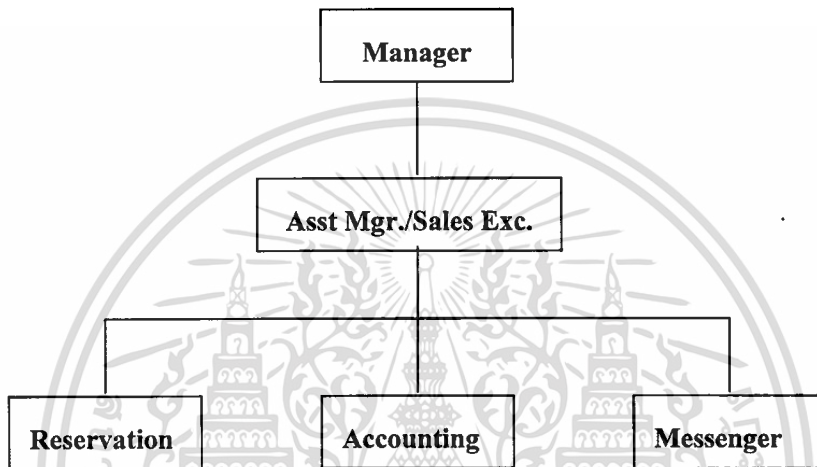 Manager
Asst Mgr./Sales Exc.
Reservation
Accounting
Messenger